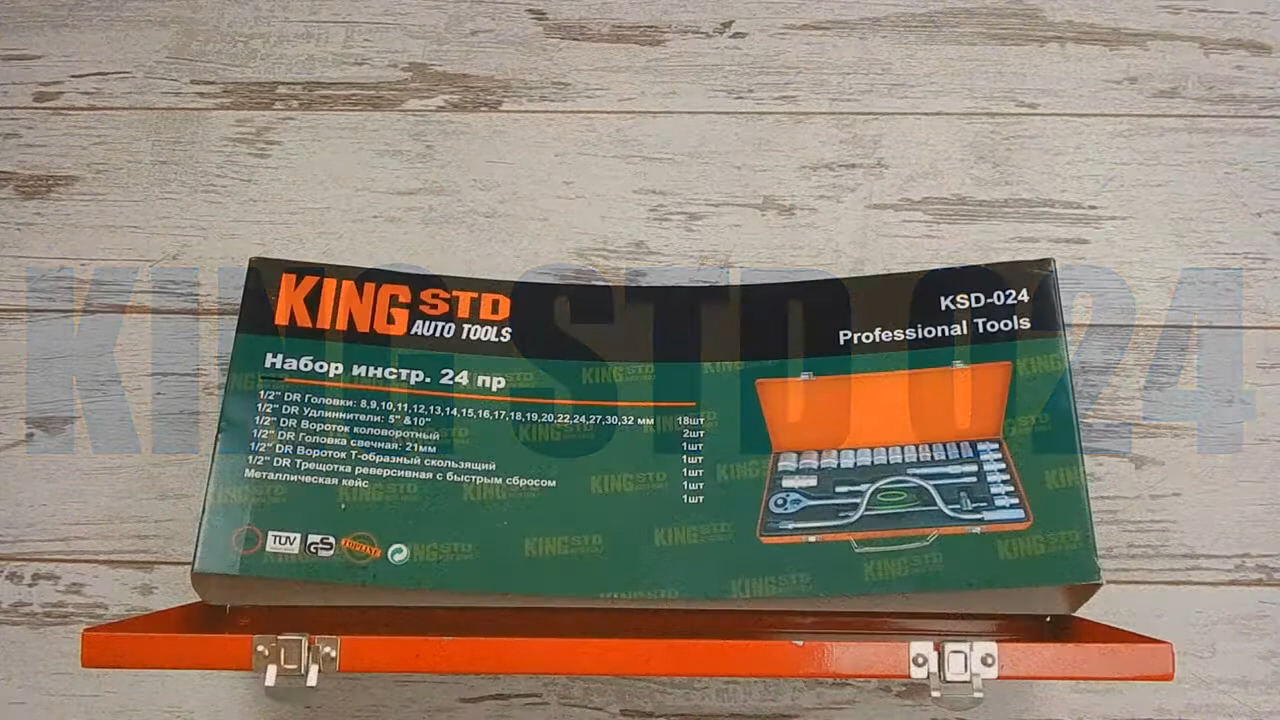 KING STD 024
KING STD
AUTO TOOLS
KSD-024
Professional Tools
Набор инстр. 24 пр
1/2" DR Головки: 8,9,10,11,12,13,14,15,16,17,18,19,20,22,24,27,30,32 мм 18шт
1/2" DR Удлиннители: 5" &10" 2шт
1/2" DR Вороток коловоротный 1шт
1/2" DR Головка свечная: 21мм 1шт
1/2" DR Вороток Т-образный скользящий 1шт
1/2" DR Трещотка реверсивная с быстрым сбросом 1шт
Металлическая кейс 1шт
TUV
GS
TOPLINE